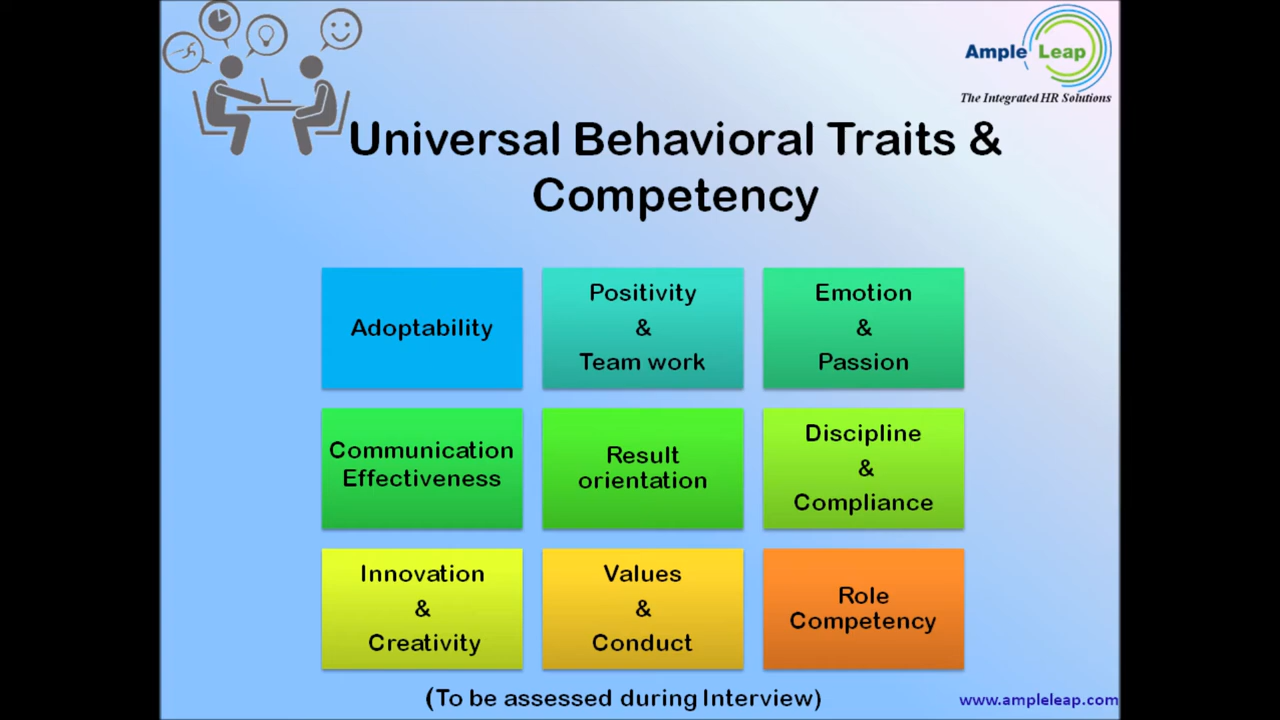 Ample Leap
The Integrated HR Solutions
Universal Behavioral Traits &
Competency
Adoptability
Positivity
&
Team work
Emotion
&
Passion
Communication
Effectiveness
Result
orientation
Discipline
&
Compliance
Innovation
&
Creativity
Values
&
Conduct
Role
Competency
(To be assessed during Interview)
www.ampleleap.com